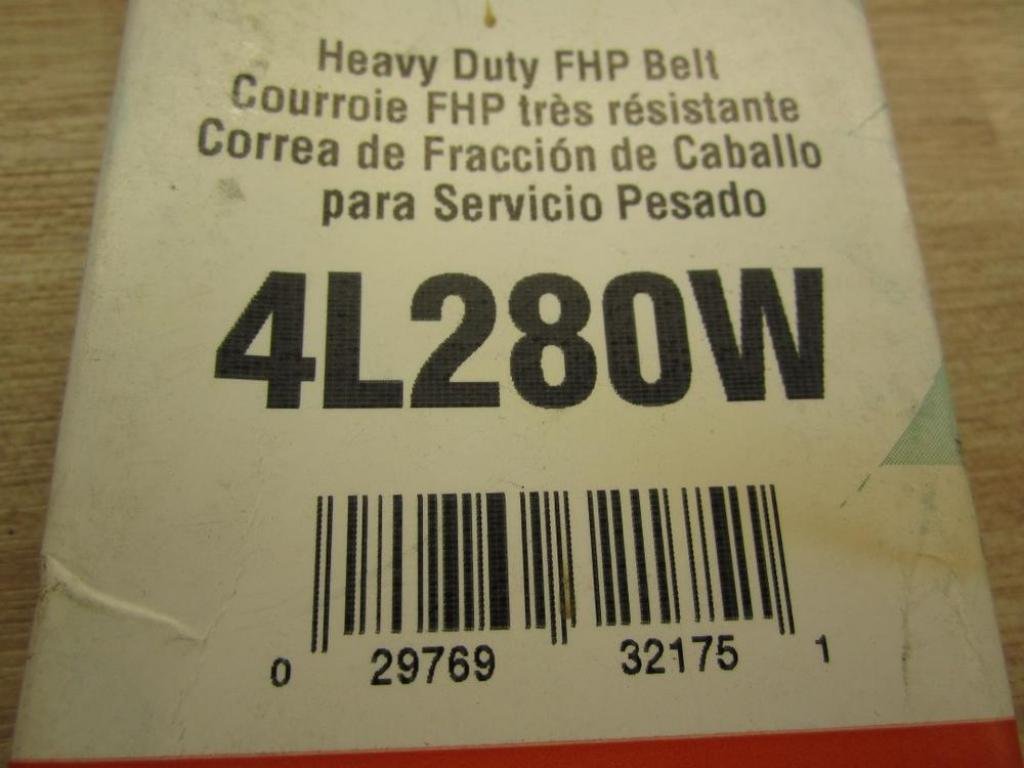 Heavy Duty FHP Belt
Courroie FHP très résistante
Correa de Fracción de Caballo
para Servicio Pesado
4L280W
0 29769 32175 1